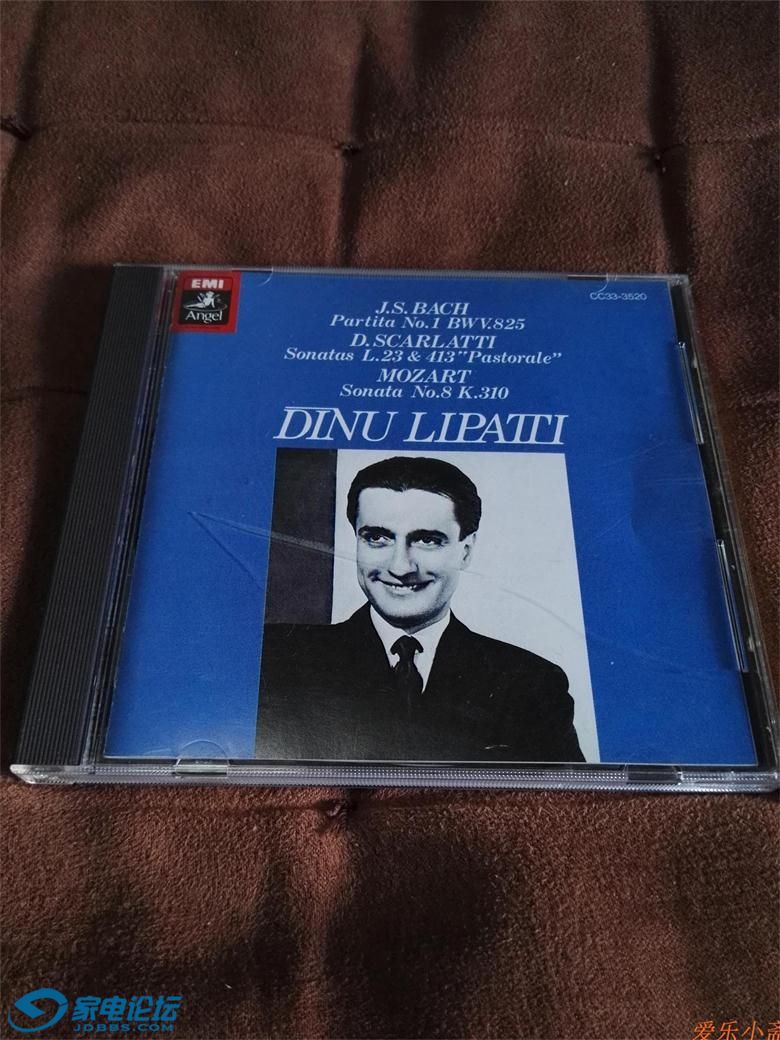 EMI
Angel
CC33-3520
J.S.BACH
Partita No.1 BWV.825
D.SCARLATTI
Sonatas L.23 & 413"Pastorale"
MOZART
Sonata No.8 K.310
DINU LIPATTI
家电论坛
JDBBS.COM
爱乐小斋